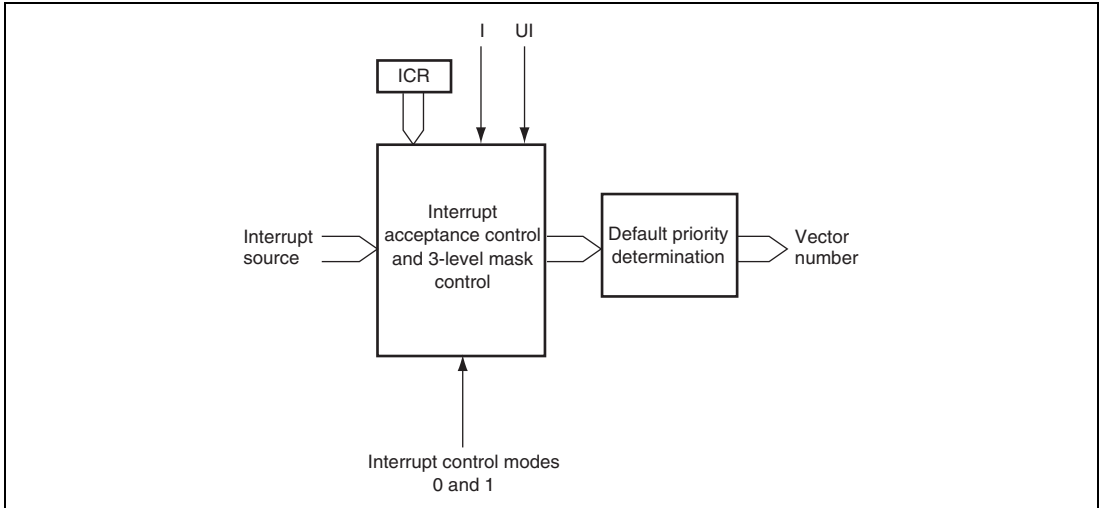 I UI
ICR
Interrupt
acceptance control
and 3-level mask
control
Interrupt
source
Default priority
determination
Vector
number
Interrupt control modes
0 and 1